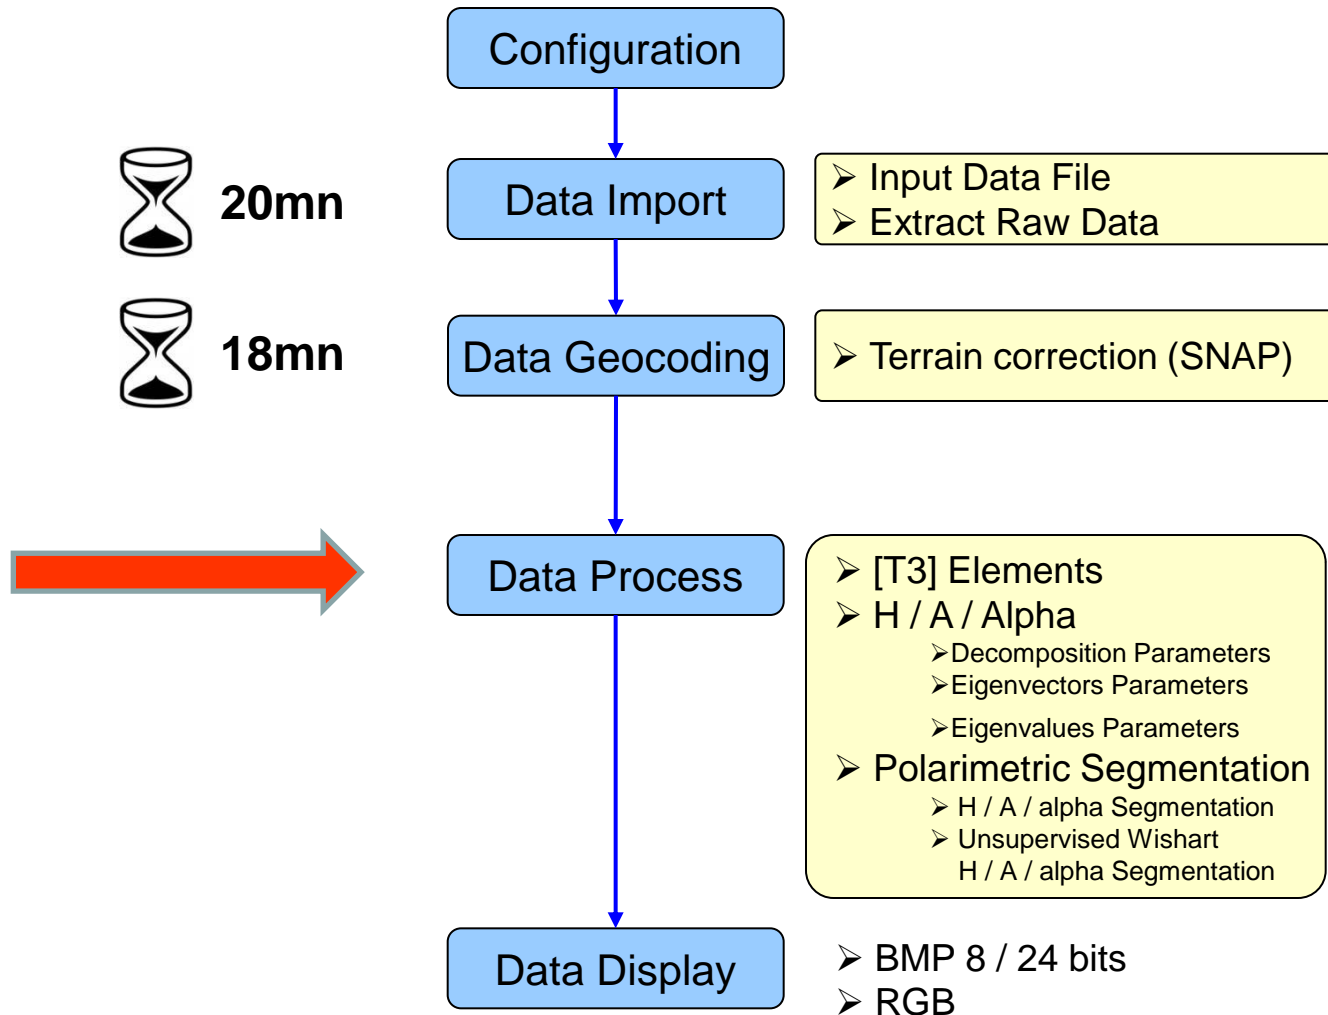 Configuration
20mn
Data Import
➢ Input Data File
➢ Extract Raw Data
18mn
Data Geocoding
➢ Terrain correction (SNAP)
Data Process
➢ [T3] Elements
➢ H / A / Alpha
➢Decomposition Parameters
➢Eigenvectors Parameters
➢Eigenvalues Parameters
➢ Polarimetric Segmentation
➢ H / A / alpha Segmentation
➢ Unsupervised Wishart
H / A / alpha Segmentation
Data Display
➢ BMP 8 / 24 bits
➢ RGB